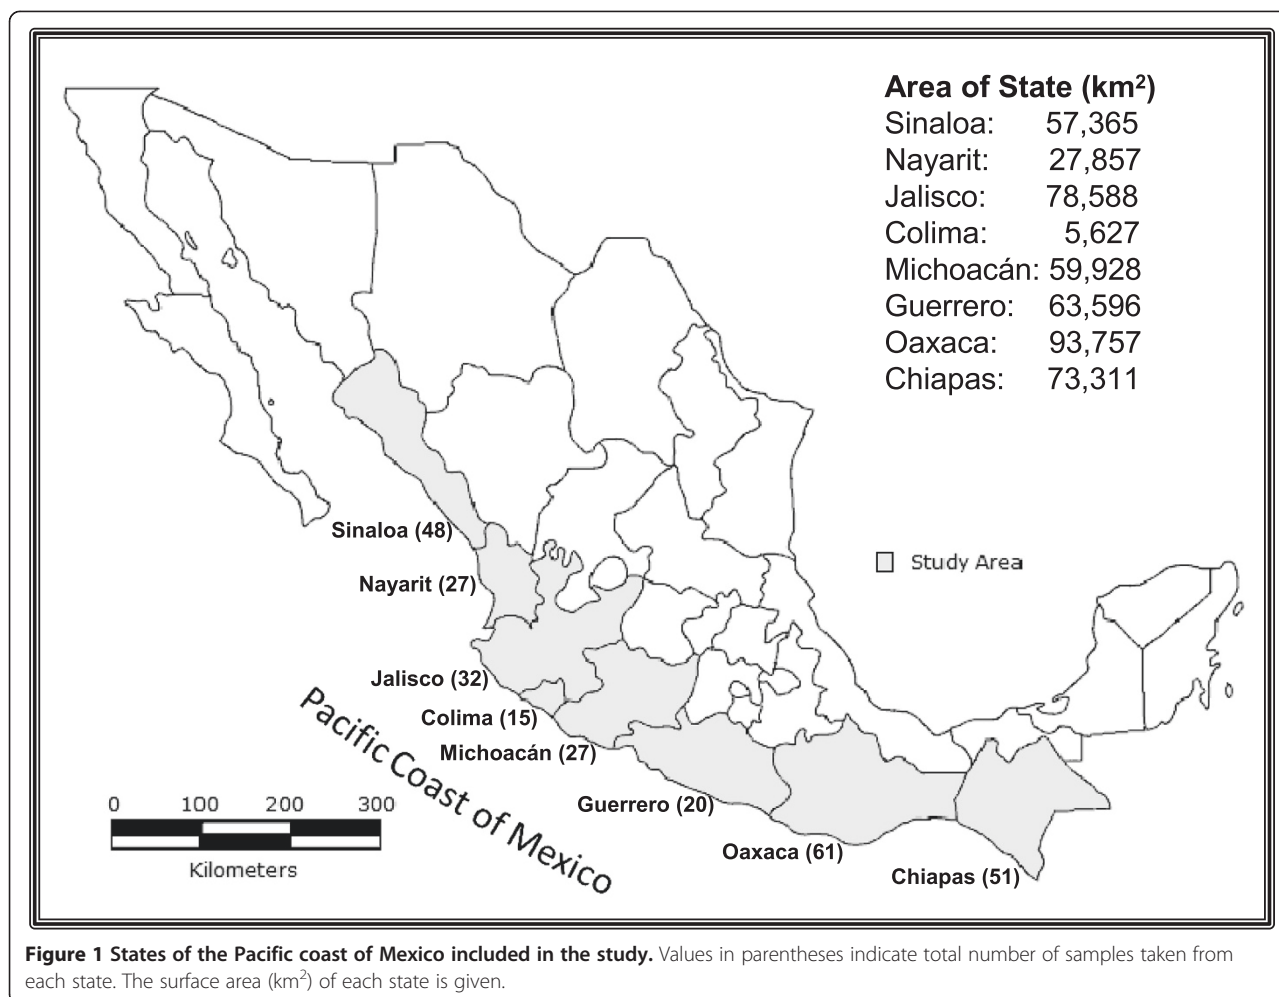 Area of State (km²)
Sinaloa: 57,365
Nayarit: 27,857
Jalisco: 78,588
Colima: 5,627
Michoacán: 59,928
Guerrero: 63,596
Oaxaca: 93,757
Chiapas: 73,311
Sinaloa (48)
Study Area
Nayarit (27)
Jalisco (32)
Colima (15)
Michoacán (27)
Guerrero (20)
Oaxaca (61)
Chiapas (51)
Pacific Coast of Mexico
0 100 200 300
Kilometers
Figure 1 States of the Pacific coast of Mexico included in the study. Values in parentheses indicate total number of samples taken from
each state. The surface area (km²) of each state is given.